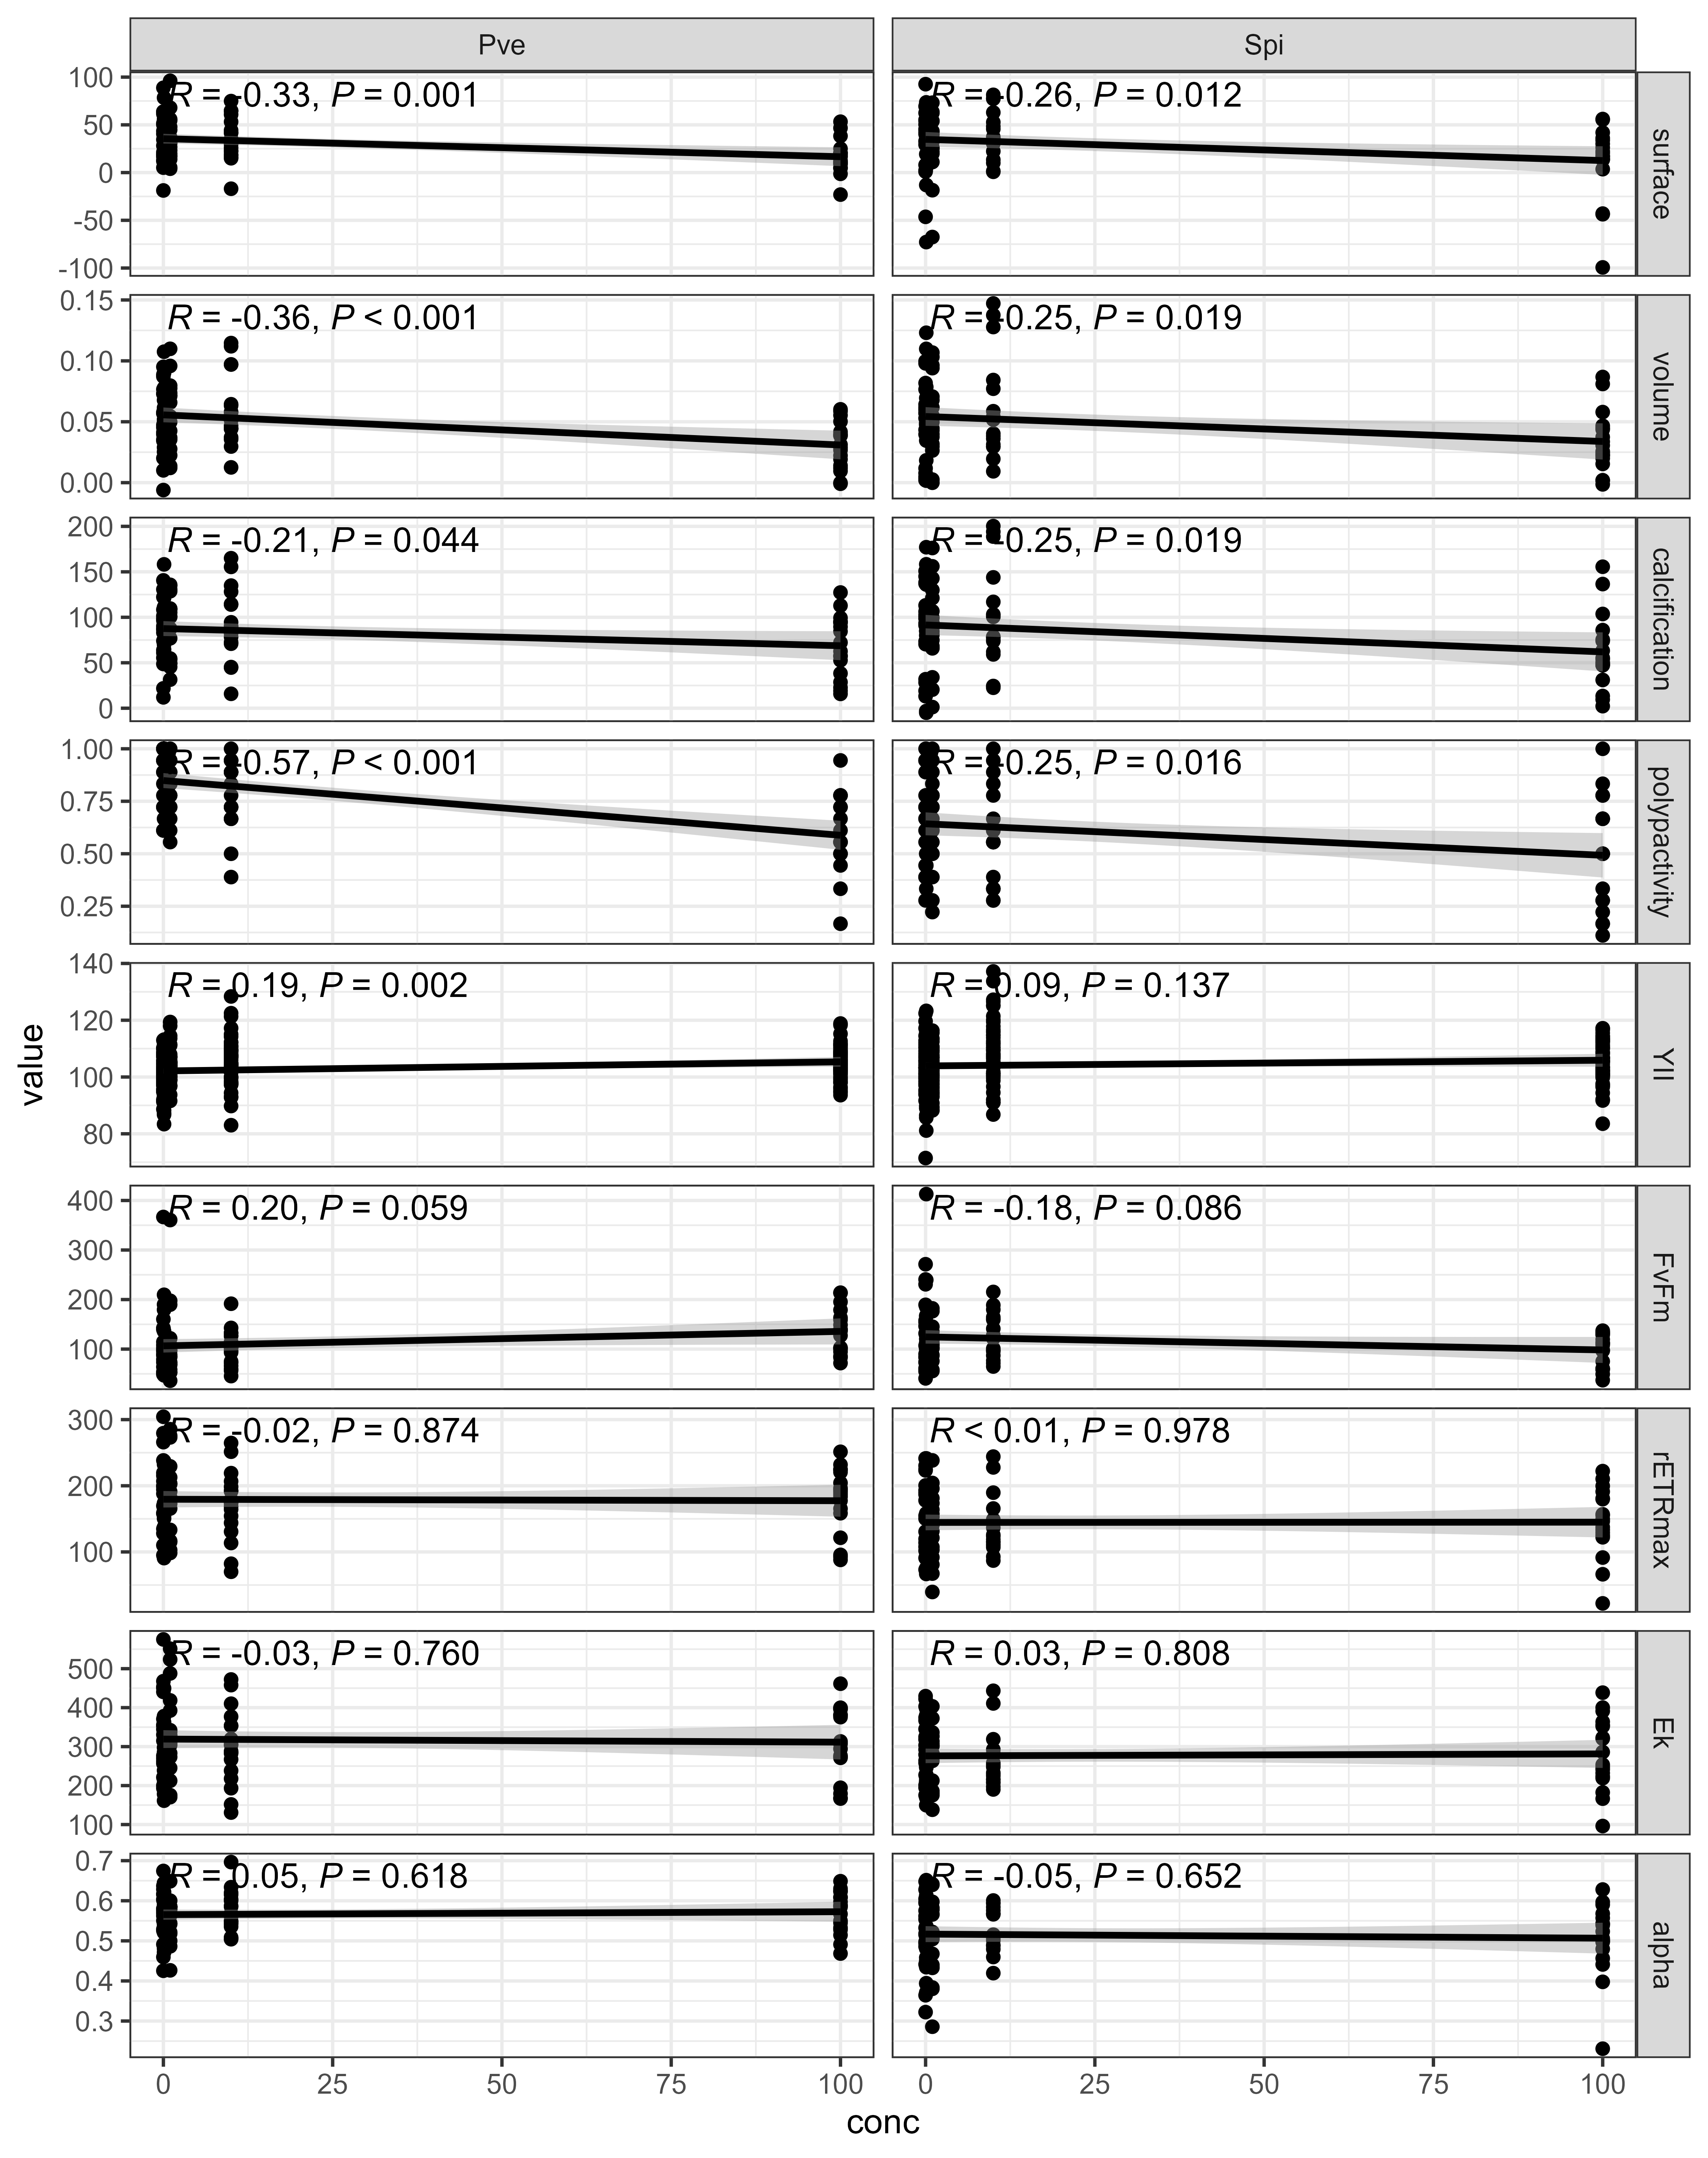 Pve Spi
100
50
0
-50
-100
R = -0.33, P = 0.001
R = -0.26, P = 0.012
surface
0.15
0.10
0.05
0.00
R = -0.36, P < 0.001
R = -0.25, P = 0.019
volume
200
150
100
50
0
R = -0.21, P = 0.044
R = -0.25, P = 0.019
calcification
1.00
0.75
0.50
0.25
R = -0.57, P < 0.001
R = -0.25, P = 0.016
polypactivity
value
140
120
100
80
R = 0.19, P = 0.002
R = 0.09, P = 0.137
YII
400
300
200
100
R = 0.20, P = 0.059
R = -0.18, P = 0.086
FvFm
300
200
100
R = -0.02, P = 0.874
R < 0.01, P = 0.978
rETRmax
500
400
300
200
100
R = -0.03, P = 0.760
R = 0.03, P = 0.808
Ek
0.7
0.6
0.5
0.4
0.3
R = 0.05, P = 0.618
R = -0.05, P = 0.652
alpha
0 25 50 75 100 0 25 50 75 100
conc